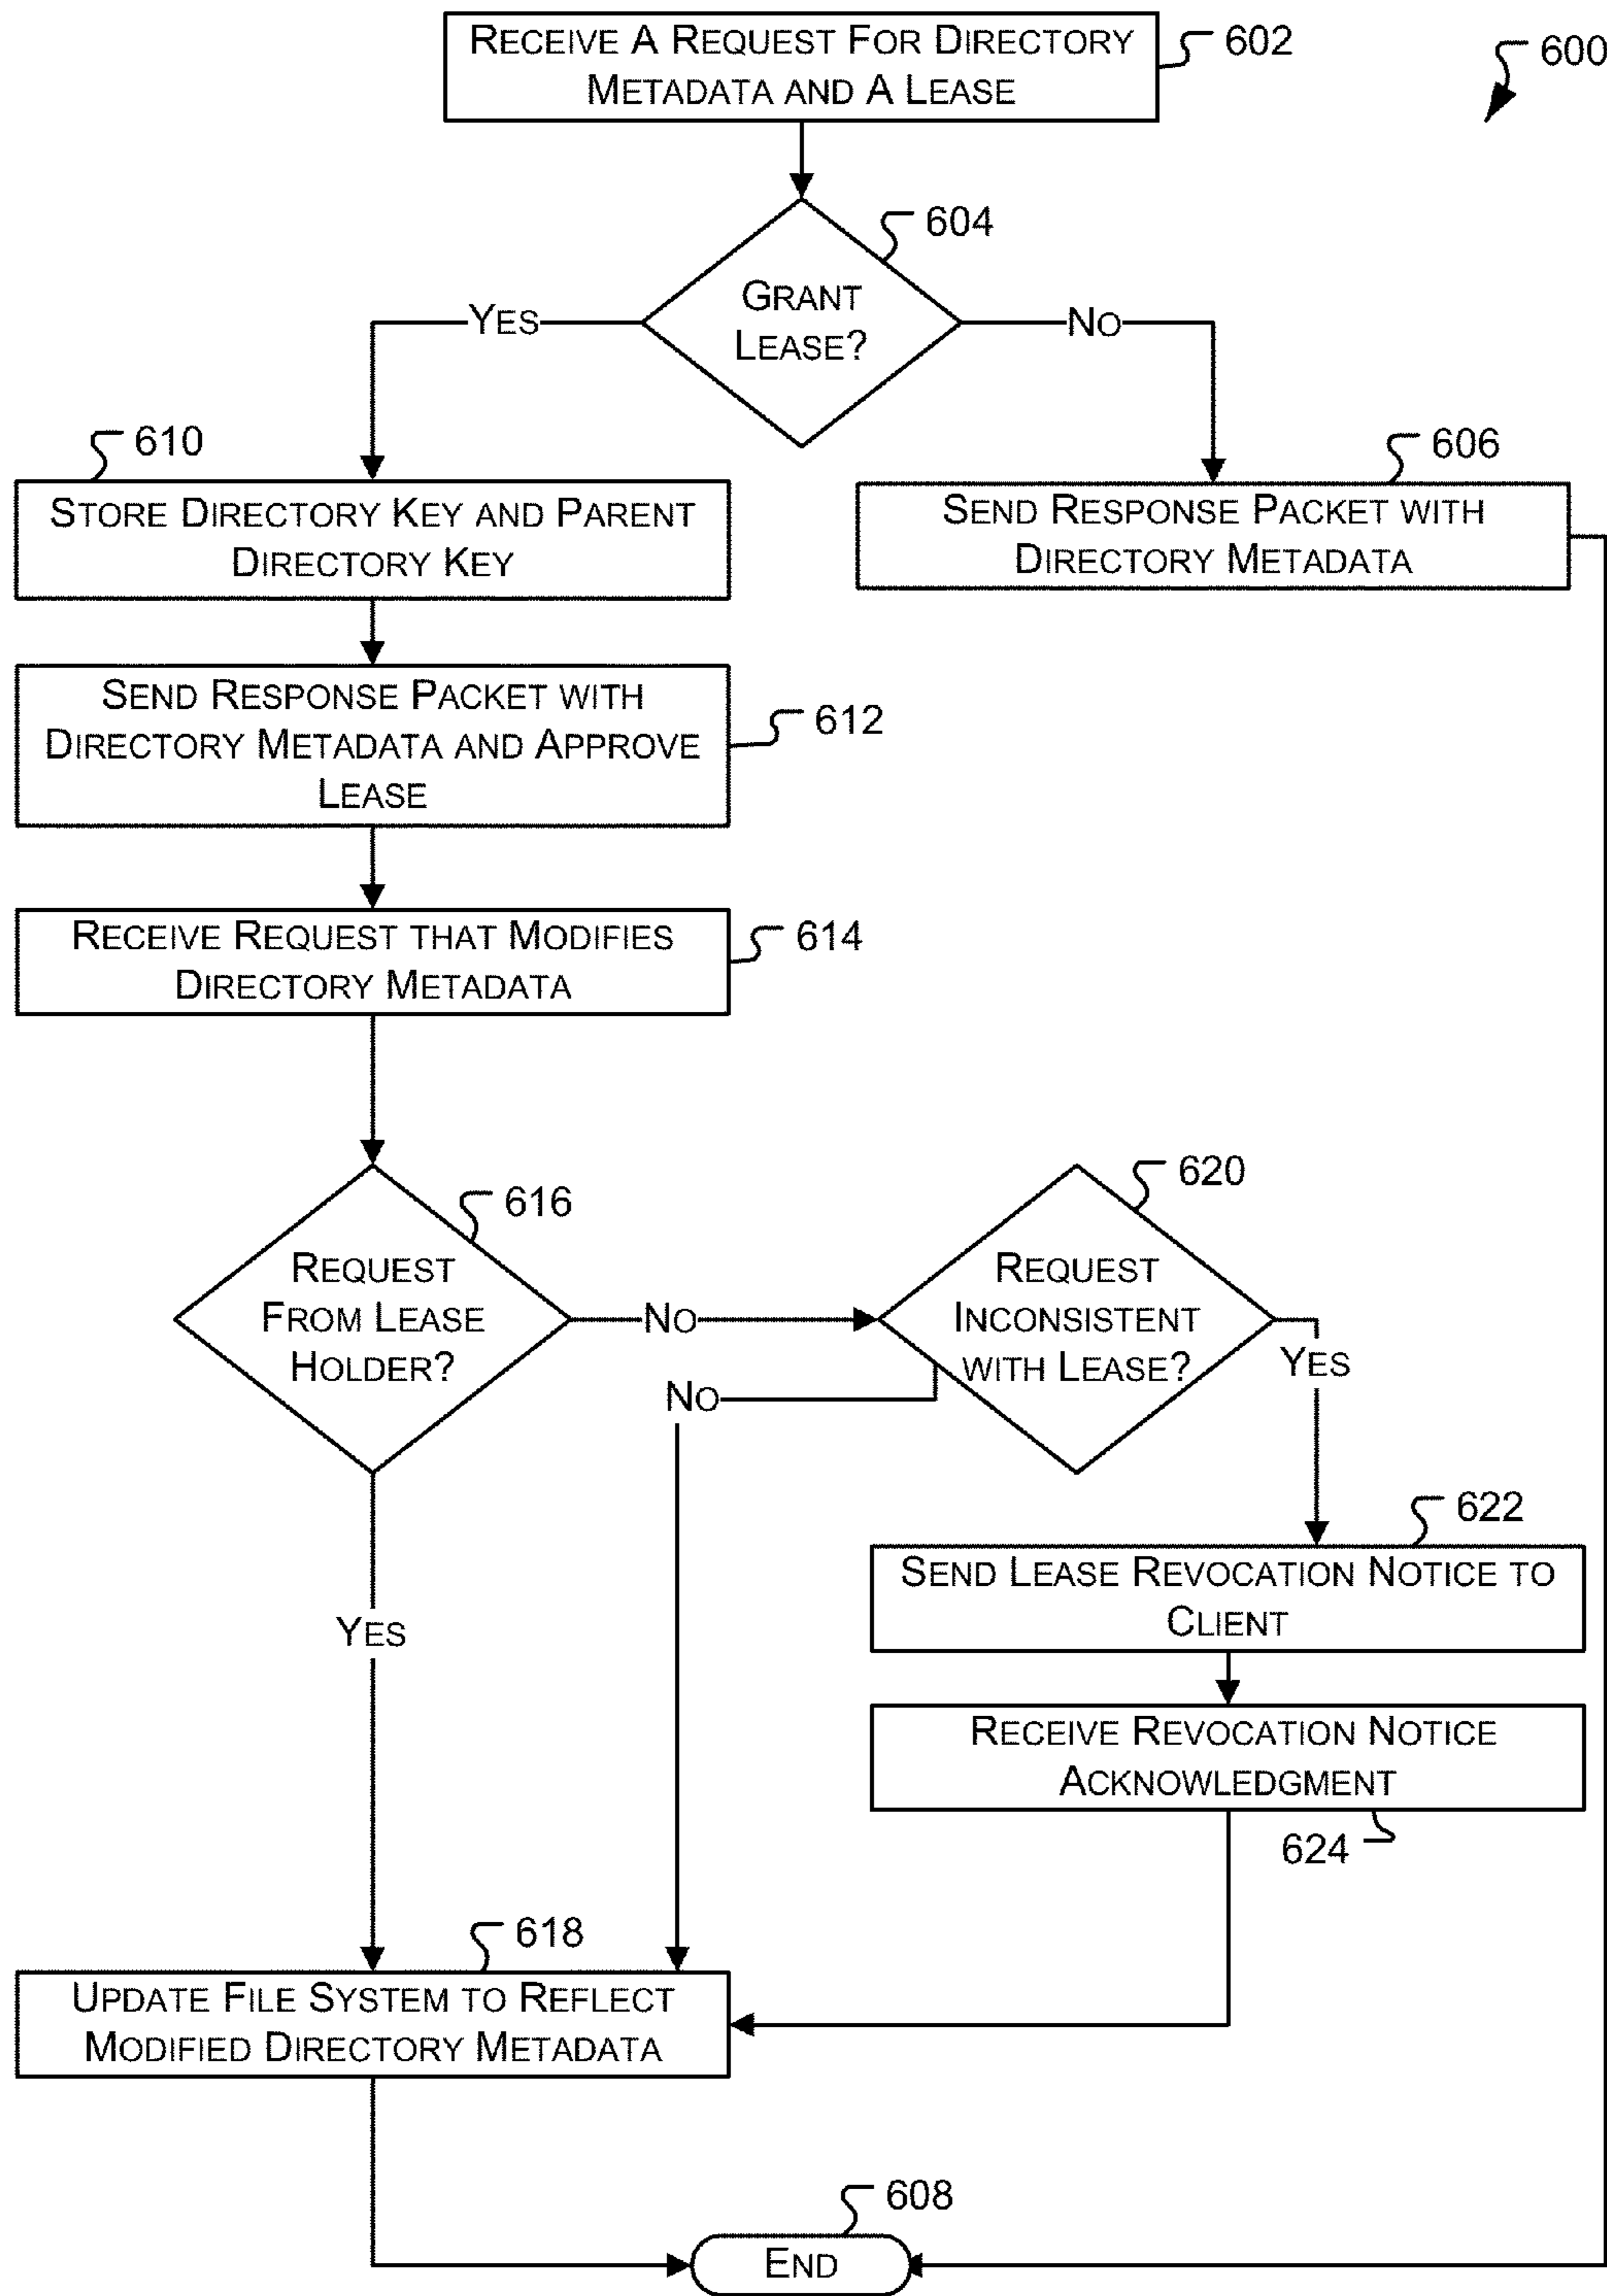 RECEIVE A REQUEST FOR DIRECTORY
METADATA AND A LEASE
602
600
604
GRANT
LEASE?
YES
NO
610
STORE DIRECTORY KEY AND PARENT
DIRECTORY KEY
606
SEND RESPONSE PACKET WITH
DIRECTORY METADATA
SEND RESPONSE PACKET WITH
DIRECTORY METADATA AND APPROVE
LEASE
612
RECEIVE REQUEST THAT MODIFIES
DIRECTORY METADATA
614
616
REQUEST
FROM LEASE
HOLDER?
NO
620
REQUEST
INCONSISTENT
WITH LEASE?
YES
NO
622
SEND LEASE REVOCATION NOTICE TO
CLIENT
YES
RECEIVE REVOCATION NOTICE
ACKNOWLEDGMENT
624
618
UPDATE FILE SYSTEM TO REFLECT
MODIFIED DIRECTORY METADATA
608
END